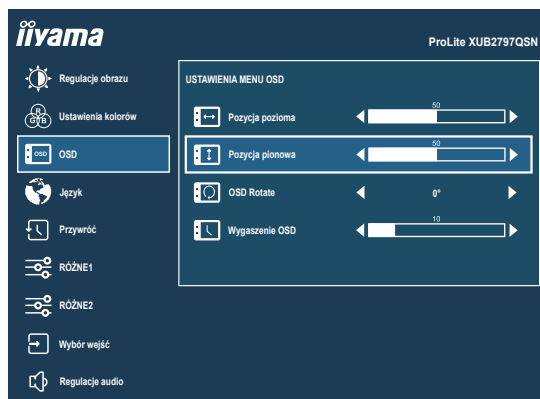 iiyama
ProLite XUB2797QSN
Regulacje obrazu
Ustawienia kolorów
R
G B
OSD
OSD
Język
Przywróć
RÓŻNE1
RÓŻNE2
Wybór wejść
Regulacje audio
USTAWIENIA MENU OSD
Pozycja pozioma
50
Pozycja pionowa
50
OSD Rotate
0°
Wygaszenie OSD
10